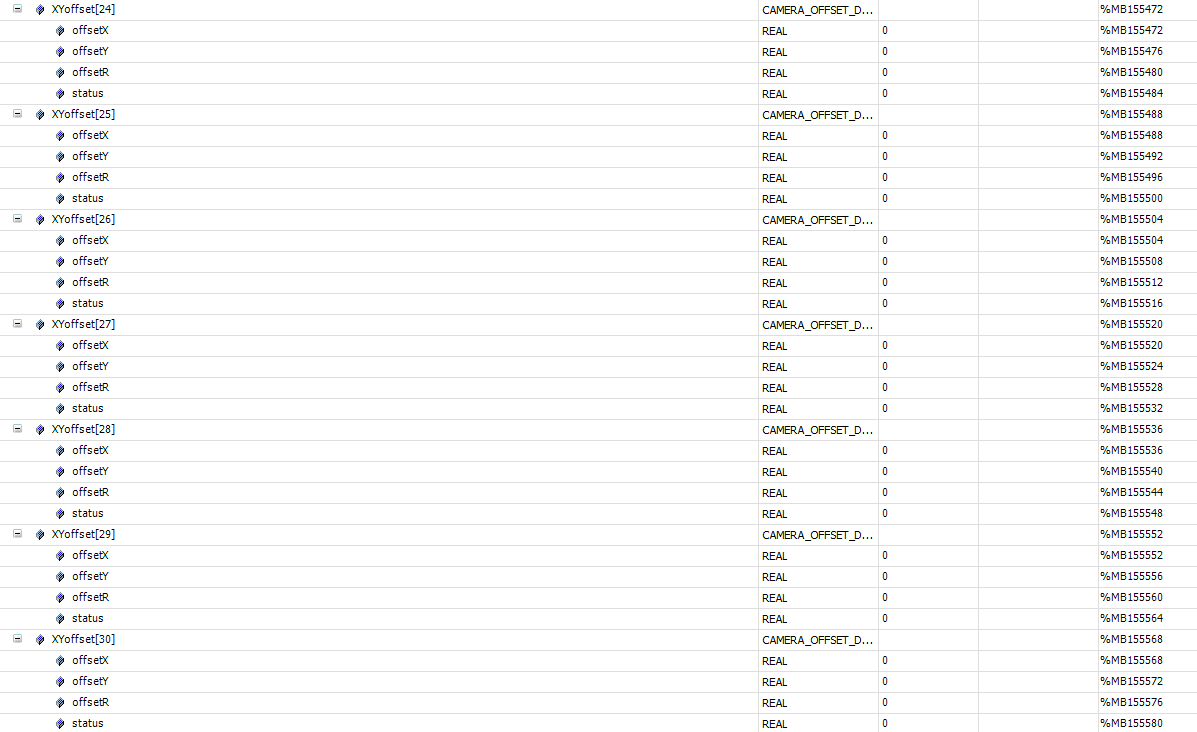 XYoffset[24] CAMERA_OFFSET_D... %MB155472
offsetX REAL 0 %MB155472
offsetY REAL 0 %MB155476
offsetR REAL 0 %MB155480
status REAL 0 %MB155484
XYoffset[25] CAMERA_OFFSET_D... %MB155488
offsetX REAL 0 %MB155488
offsetY REAL 0 %MB155492
offsetR REAL 0 %MB155496
status REAL 0 %MB155500
XYoffset[26] CAMERA_OFFSET_D... %MB155504
offsetX REAL 0 %MB155504
offsetY REAL 0 %MB155508
offsetR REAL 0 %MB155512
status REAL 0 %MB155516
XYoffset[27] CAMERA_OFFSET_D... %MB155520
offsetX REAL 0 %MB155520
offsetY REAL 0 %MB155524
offsetR REAL 0 %MB155528
status REAL 0 %MB155532
XYoffset[28] CAMERA_OFFSET_D... %MB155536
offsetX REAL 0 %MB155536
offsetY REAL 0 %MB155540
offsetR REAL 0 %MB155544
status REAL 0 %MB155548
XYoffset[29] CAMERA_OFFSET_D... %MB155552
offsetX REAL 0 %MB155552
offsetY REAL 0 %MB155556
offsetR REAL 0 %MB155560
status REAL 0 %MB155564
XYoffset[30] CAMERA_OFFSET_D... %MB155568
offsetX REAL 0 %MB155568
offsetY REAL 0 %MB155572
offsetR REAL 0 %MB155576
status REAL 0 %MB155580